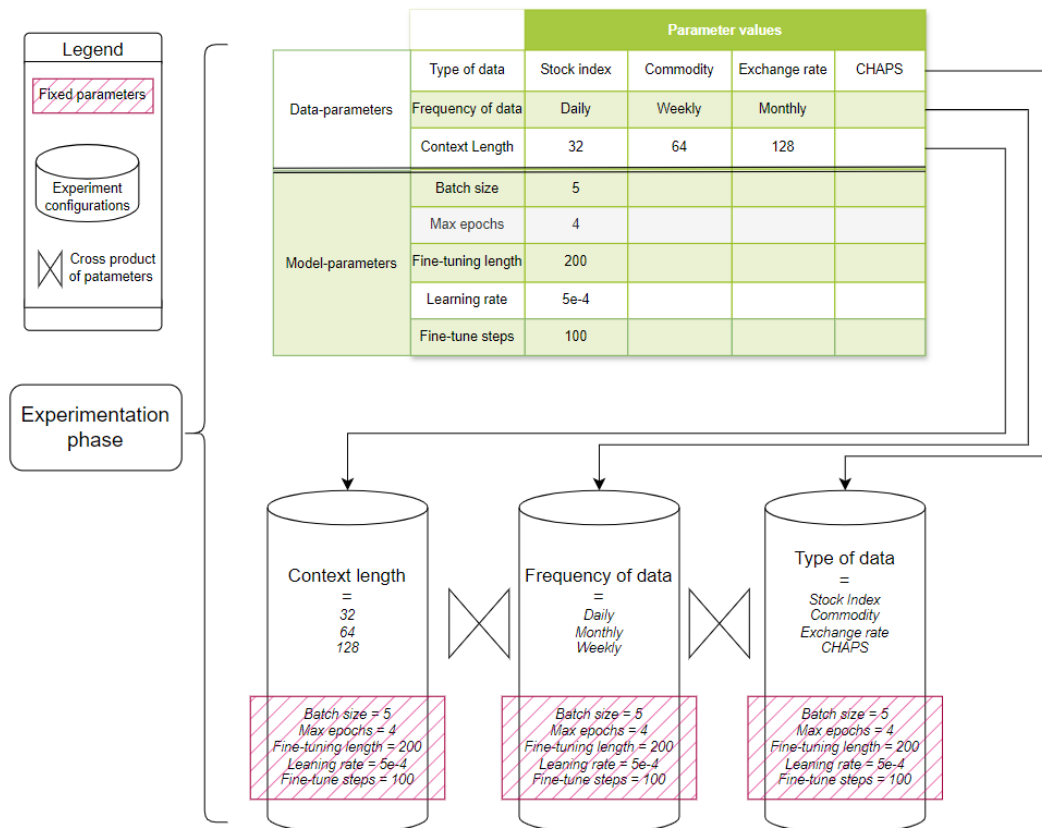 Legend
Fixed parameters
Experiment
configurations
Cross product
of patameters
Experimentation
phase
Parameter values
Type of data Stock index Commodity Exchange rate CHAPS
Data-parameters Frequency of data Daily Weekly Monthly
Context Length 32 64 128
Batch size 5
Max epochs 4
Model-parameters Fine-tuning length 200
Learning rate 5e-4
Fine-tune steps 100
Context length
=
32
64
128
Batch size = 5
Max epochs = 4
Fine-tuning length = 200
Leaning rate = 5e-4
Fine-tune steps = 100
Frequency of data
=
Daily
Monthly
Weekly
Batch size = 5
Max epochs = 4
Fine-tuning length = 200
Leaning rate = 5e-4
Fine-tune steps = 100
Type of data
=
Stock Index
Commodity
Exchange rate
CHAPS
Batch size = 5
Max epochs = 4
Fine-tuning length = 200
Leaning rate = 5e-4
Fine-tune steps = 100